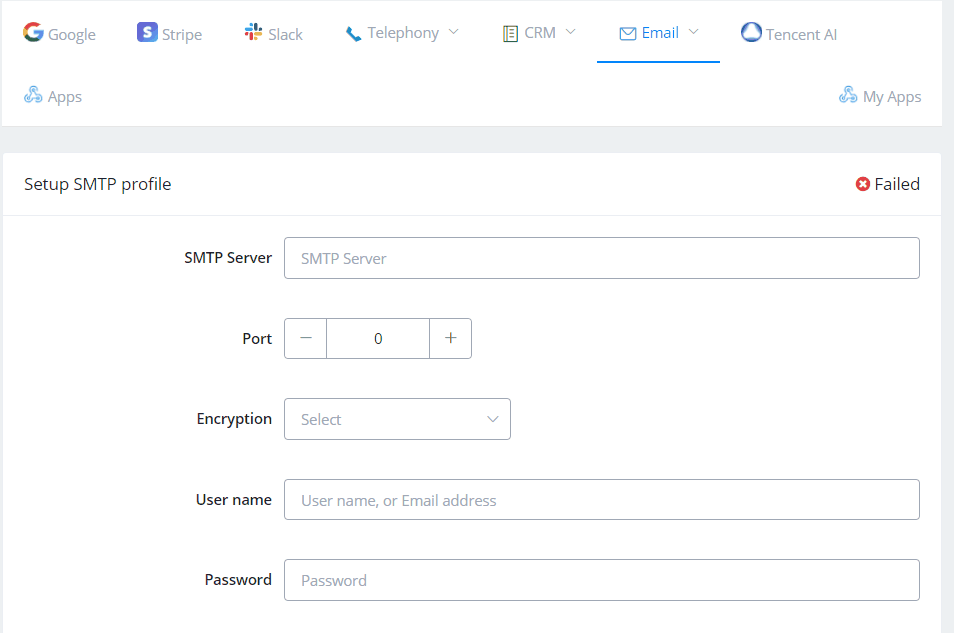 Google Stripe Slack Telephony CRM Email Tencent AI
Apps My Apps
Setup SMTP profile Failed
SMTP Server SMTP Server
Port 0
Encryption Select
User name User name, or Email address
Password Password